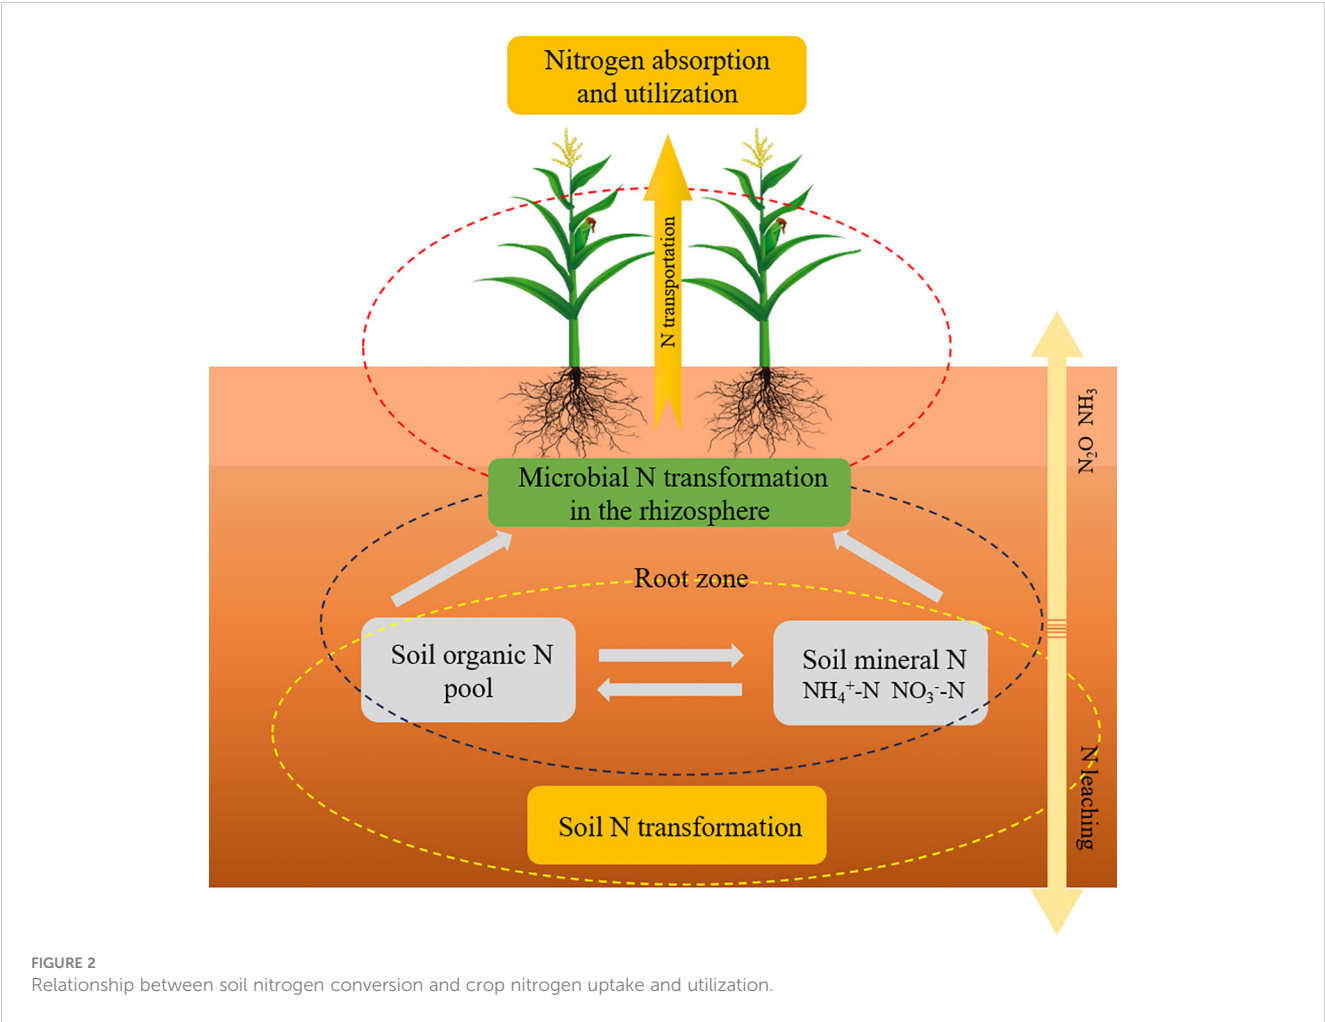 Nitrogen absorption
and utilization
N transportation
NH₃ N₂O
Microbial N transformation
in the rhizosphere
Root zone
Soil organic N
pool
Soil mineral N
NH₄⁺-N NO₃⁻-N
N leaching
Soil N transformation
FIGURE 2
Relationship between soil nitrogen conversion and crop nitrogen uptake and utilization.